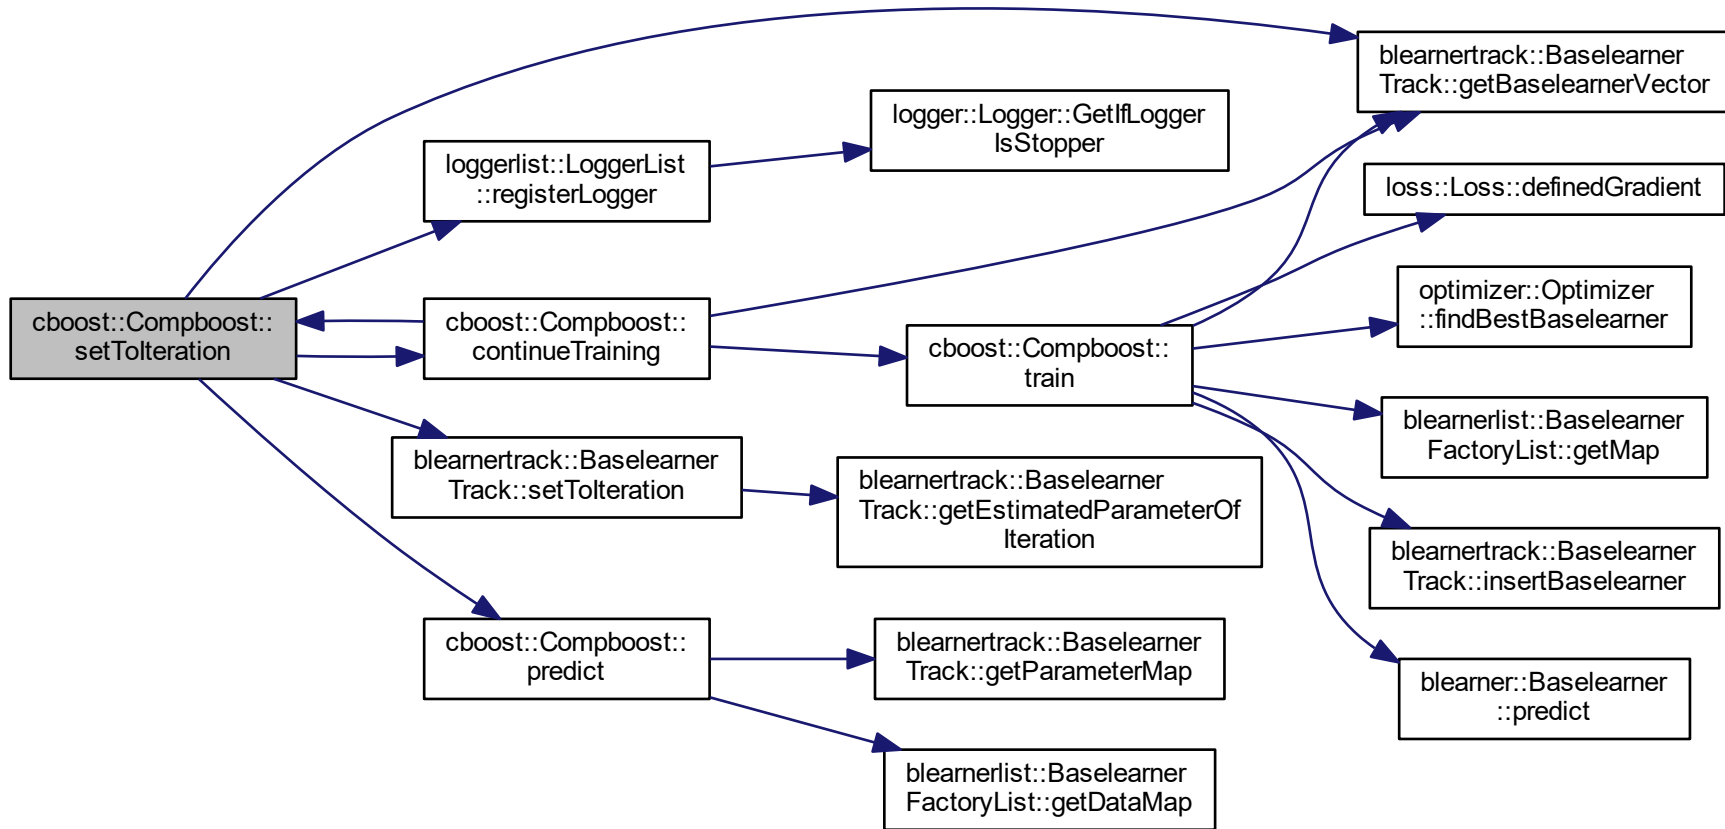 cboost::Compboost::
setToIteration
loggerlist::LoggerList
::registerLogger
cboost::Compboost::
continueTraining
blearnertrack::Baselearner
Track::setToIteration
cboost::Compboost::
predict
logger::Logger::GetIfLogger
IsStopper
cboost::Compboost::
train
blearnertrack::Baselearner
Track::getEstimatedParameterOf
Iteration
blearnertrack::Baselearner
Track::getParameterMap
blearnerlist::Baselearner
FactoryList::getDataMap
blearnertrack::Baselearner
Track::getBaselearnerVector
loss::Loss::definedGradient
optimizer::Optimizer
::findBestBaselearner
blearnerlist::Baselearner
FactoryList::getMap
blearnertrack::Baselearner
Track::insertBaselearner
blearner::Baselearner
::predict